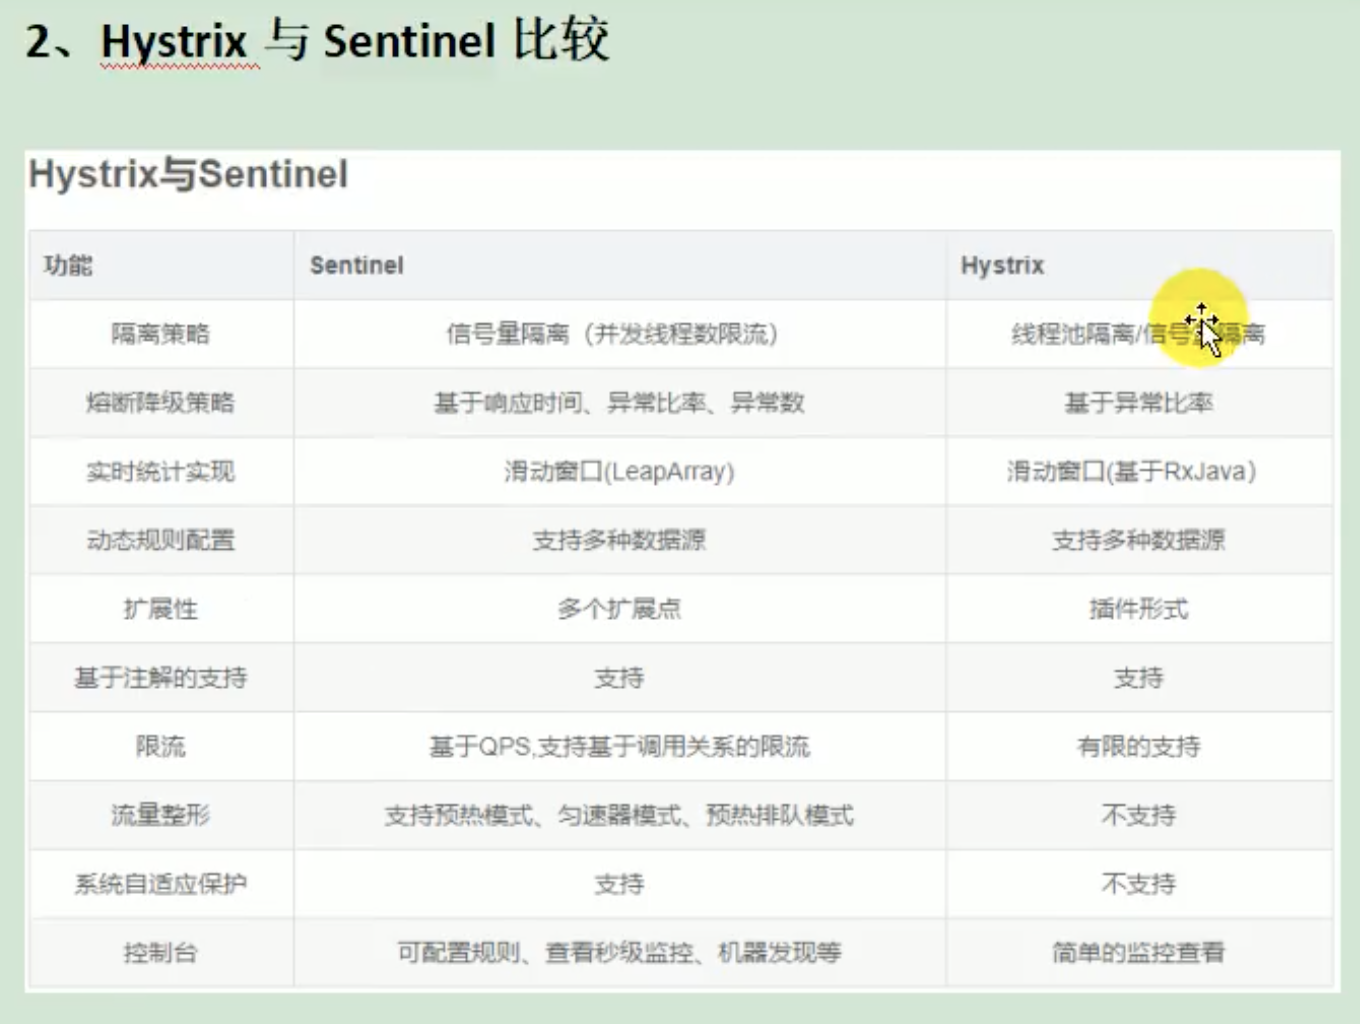 2、Hystrix 与 Sentinel 比较
Hystrix与Sentinel
功能 Sentinel Hystrix
隔离策略 信号量隔离（并发线程数限流） 线程池隔离/信号量隔离
熔断降级策略 基于响应时间、异常比率、异常数 基于异常比率
实时统计实现 滑动窗口(LeapArray) 滑动窗口(基于RxJava）
动态规则配置 支持多种数据源 支持多种数据源
扩展性 多个扩展点 插件形式
基于注解的支持 支持 支持
限流 基于QPS,支持基于调用关系的限流 有限的支持
流量整形 支持预热模式、匀速器模式、预热排队模式 不支持
系统自适应保护 支持 不支持
控制台 可配置规则、查看秒级监控、机器发现等 简单的监控查看